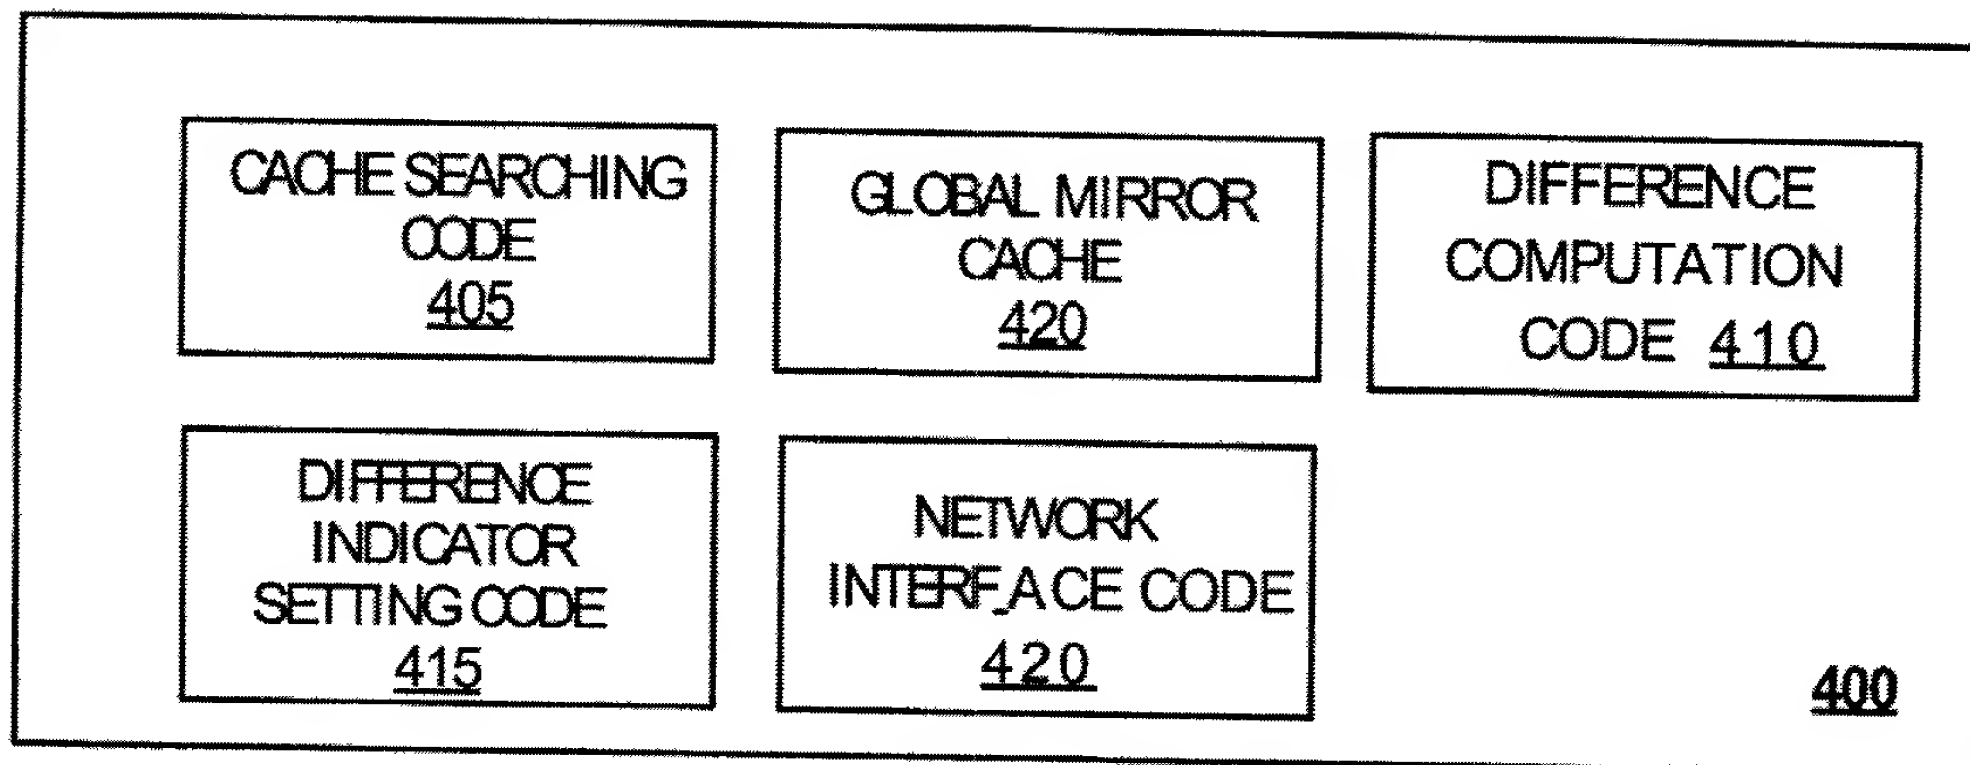 CACHE SEARCHING
CODE
405
GLOBAL MIRROR
CACHE
420
DIFFERENCE
COMPUTATION
CODE 410
DIFFERENCE
INDICATOR
SETTING CODE
415
NETWORK
INTERF_ACE CODE
420
400